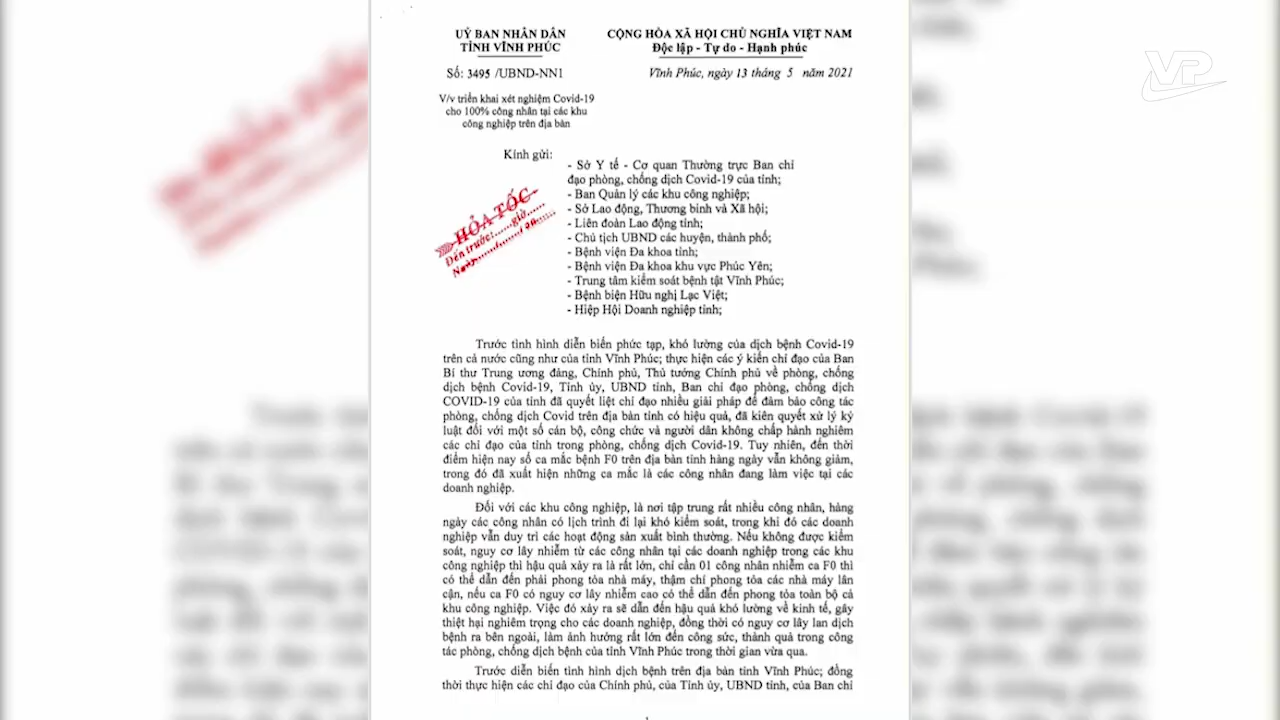 UỶ BAN NHÂN DÂN
TỈNH VĨNH PHÚC
CỘNG HÒA XÃ HỘI CHỦ NGHĨA VIỆT NAM
Độc lập - Tự do - Hạnh phúc
Số: 3495 /UBND-NN1
Vĩnh Phúc, ngày 13 tháng 5 năm 2021
V/v triển khai xét nghiệm Covid-19
cho 100% công nhân tại các khu
công nghiệp trên địa bàn
Kính gửi:
- Sở Y tế - Cơ quan Thường trực Ban chỉ
đạo phòng, chống dịch Covid-19 của tỉnh;
- Ban Quản lý các khu công nghiệp;
- Sở Lao động, Thương binh và Xã hội;
- Liên đoàn Lao động tỉnh;
- Chủ tịch UBND các huyện, thành phố;
- Bệnh viện Đa khoa tỉnh;
- Bệnh viện Đa khoa khu vực Phúc Yên;
- Trung tâm kiểm soát bệnh tật Vĩnh Phúc;
- Bệnh biện Hữu nghị Lạc Việt;
- Hiệp Hội Doanh nghiệp tỉnh;
HỎA TỐC
Đến trước:......giờ......
Ngày
Trước tình hình diễn biến phức tạp, khó lường của dịch bệnh Covid-19
trên cả nước cũng như của tỉnh Vĩnh Phúc; thực hiện các ý kiến chỉ đạo của Ban
Bí thư Trung ương đảng, Chính phủ, Thủ tướng Chính phủ về phòng, chống
dịch bệnh Covid-19, Tỉnh ủy, UBND tỉnh, Ban chỉ đạo phòng, chống dịch
COVID-19 của tỉnh đã quyết liệt chỉ đạo nhiều giải pháp để đảm bảo công tác
phòng, chống dịch Covid trên địa bàn tỉnh có hiệu quả, đã kiên quyết xử lý kỷ
luật đối với một số cán bộ, công chức và người dân không chấp hành nghiêm
các chỉ đạo của tỉnh trong phòng, chống dịch Covid-19. Tuy nhiên, đến thời
điểm hiện nay số ca mắc bệnh F0 trên địa bàn tỉnh hàng ngày vẫn không giảm,
trong đó đã xuất hiện những ca mắc là các công nhân đang làm việc tại các
doanh nghiệp.
Đối với các khu công nghiệp, là nơi tập trung rất nhiều công nhân, hàng
ngày các công nhân có lịch trình đi lại khó kiểm soát, trong khi đó các doanh
nghiệp vẫn duy trì các hoạt động sản xuất bình thường. Nếu không được kiểm
soát, nguy cơ lây nhiễm từ các công nhân tại các doanh nghiệp trong các khu
công nghiệp thì hậu quả xảy ra là rất lớn, chỉ cần 01 công nhân nhiễm ca F0 thì
có thể dẫn đến phải phong tỏa nhà máy, thậm chí phong tỏa các nhà máy lân
cận, nếu ca F0 có nguy cơ lây nhiễm cao có thể dẫn đến phong tỏa toàn bộ cả
khu công nghiệp. Việc đó xảy ra sẽ dẫn đến hậu quả khó lường về kinh tế, gây
thiệt hại nghiêm trọng cho các doanh nghiệp, đồng thời có nguy cơ lây lan dịch
bệnh ra bên ngoài, làm ảnh hưởng rất lớn đến công sức, thành quả trong công
tác phòng, chống dịch bệnh của tỉnh Vĩnh Phúc trong thời gian vừa qua.
Trước diễn biến tình hình dịch bệnh trên địa bàn tỉnh Vĩnh Phúc; đồng
thời thực hiện các chỉ đạo của Chính phủ, của Tỉnh ủy, UBND tỉnh, của Ban chỉ
VP